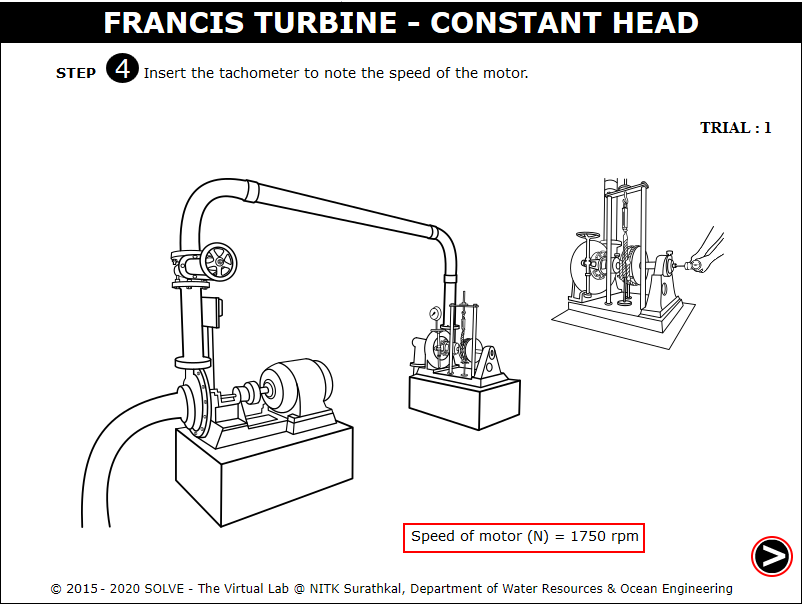 FRANCIS TURBINE - CONSTANT HEAD
STEP 4 Insert the tachometer to note the speed of the motor.
TRIAL : 1
Speed of motor (N) = 1750 rpm
© 2015 - 2020 SOLVE - The Virtual Lab @ NITK Surathkal, Department of Water Resources & Ocean Engineering